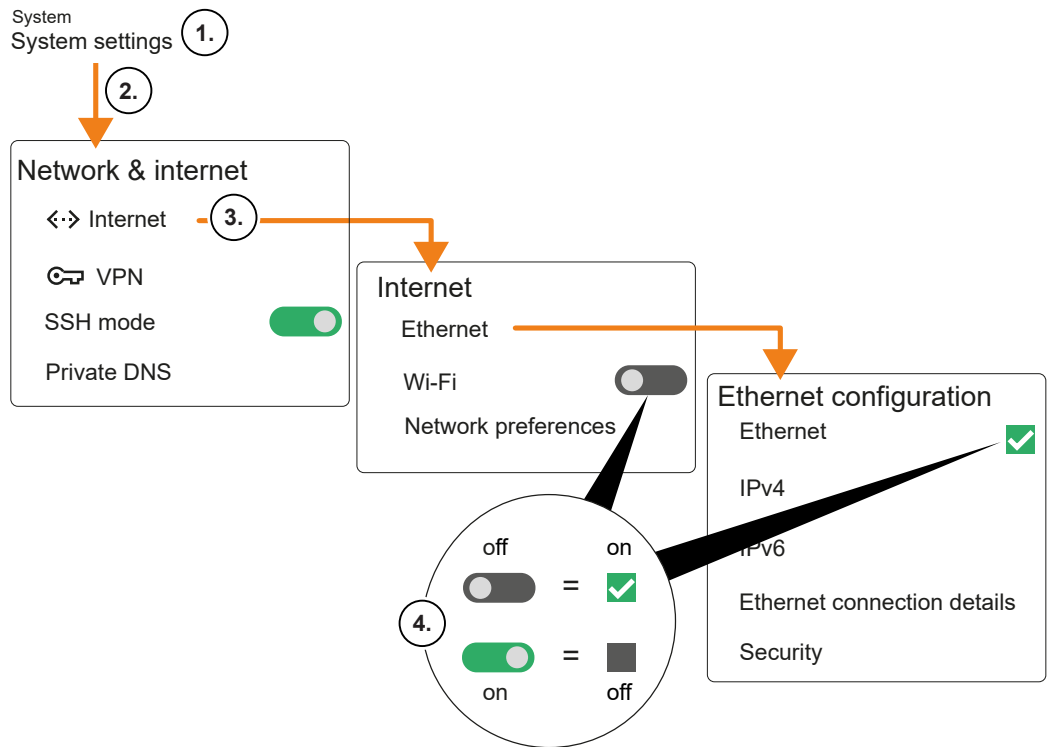 System
System settings
1.
2.
Network & internet
Internet
3.
VPN
SSH mode
Private DNS
Internet
Ethernet
Wi-Fi
Network preferences
Ethernet configuration
Ethernet
IPv4
IPv6
Ethernet connection details
Security
4.
off on
=
=
on off